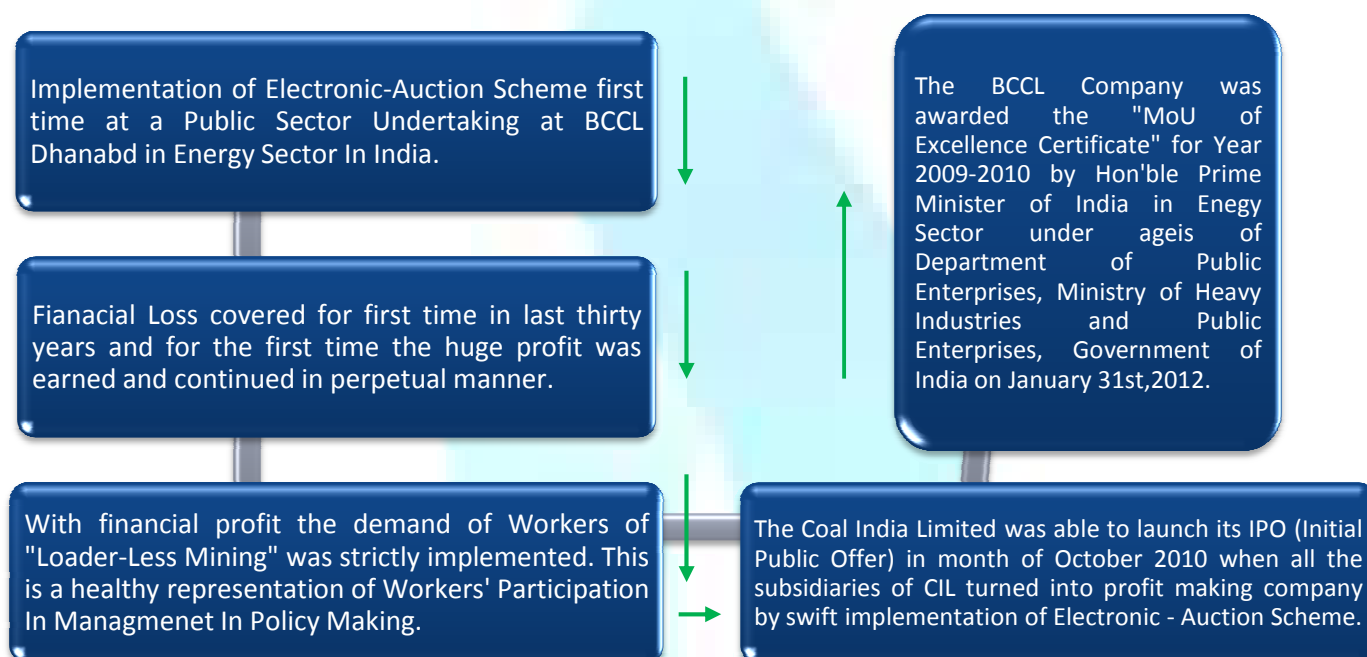 Implementation of Electronic-Auction Scheme first
time at a Public Sector Undertaking at BCCL
Dhanabd in Energy Sector In India.
Fianacial Loss covered for first time in last thirty
years and for the first time the huge profit was
earned and continued in perpetual manner.
With financial profit the demand of Workers of
"Loader-Less Mining" was strictly implemented. This
is a healthy representation of Workers' Participation
In Managmenet In Policy Making.
The Coal India Limited was able to launch its IPO (Initial
Public Offer) in month of October 2010 when all the
subsidiaries of CIL turned into profit making company
by swift implementation of Electronic - Auction Scheme.
The BCCL Company was
awarded the "MoU of
Excellence Certificate" for Year
2009-2010 by Hon'ble Prime
Minister of India in Enegy
Sector under ageis of
Department of Public
Enterprises, Ministry of Heavy
Industries and Public
Enterprises, Government of
India on January 31st,2012.